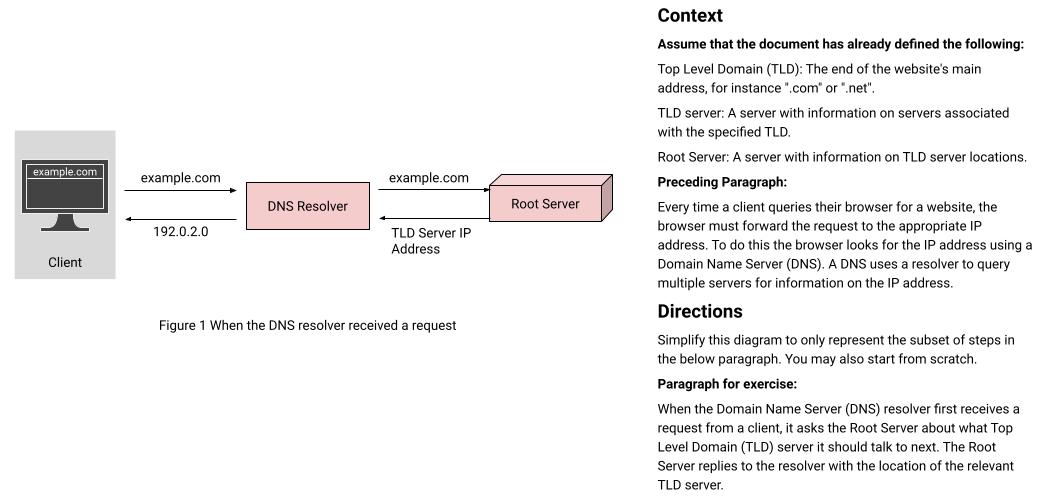 example.com
Client
example.com
192.0.2.0
DNS Resolver
example.com
TLD Server IP
Address
Root Server
Figure 1 When the DNS resolver received a request
Context
Assume that the document has already defined the following:
Top Level Domain (TLD): The end of the website's main
address, for instance ".com" or ".net".
TLD server: A server with information on servers associated
with the specified TLD.
Root Server: A server with information on TLD server locations.
Preceding Paragraph:
Every time a client queries their browser for a website, the
browser must forward the request to the appropriate IP
address. To do this the browser looks for the IP address using a
Domain Name Server (DNS). A DNS uses a resolver to query
multiple servers for information on the IP address.
Directions
Simplify this diagram to only represent the subset of steps in
the below paragraph. You may also start from scratch.
Paragraph for exercise:
When the Domain Name Server (DNS) resolver first receives a
request from a client, it asks the Root Server about what Top
Level Domain (TLD) server it should talk to next. The Root
Server replies to the resolver with the location of the relevant
TLD server.